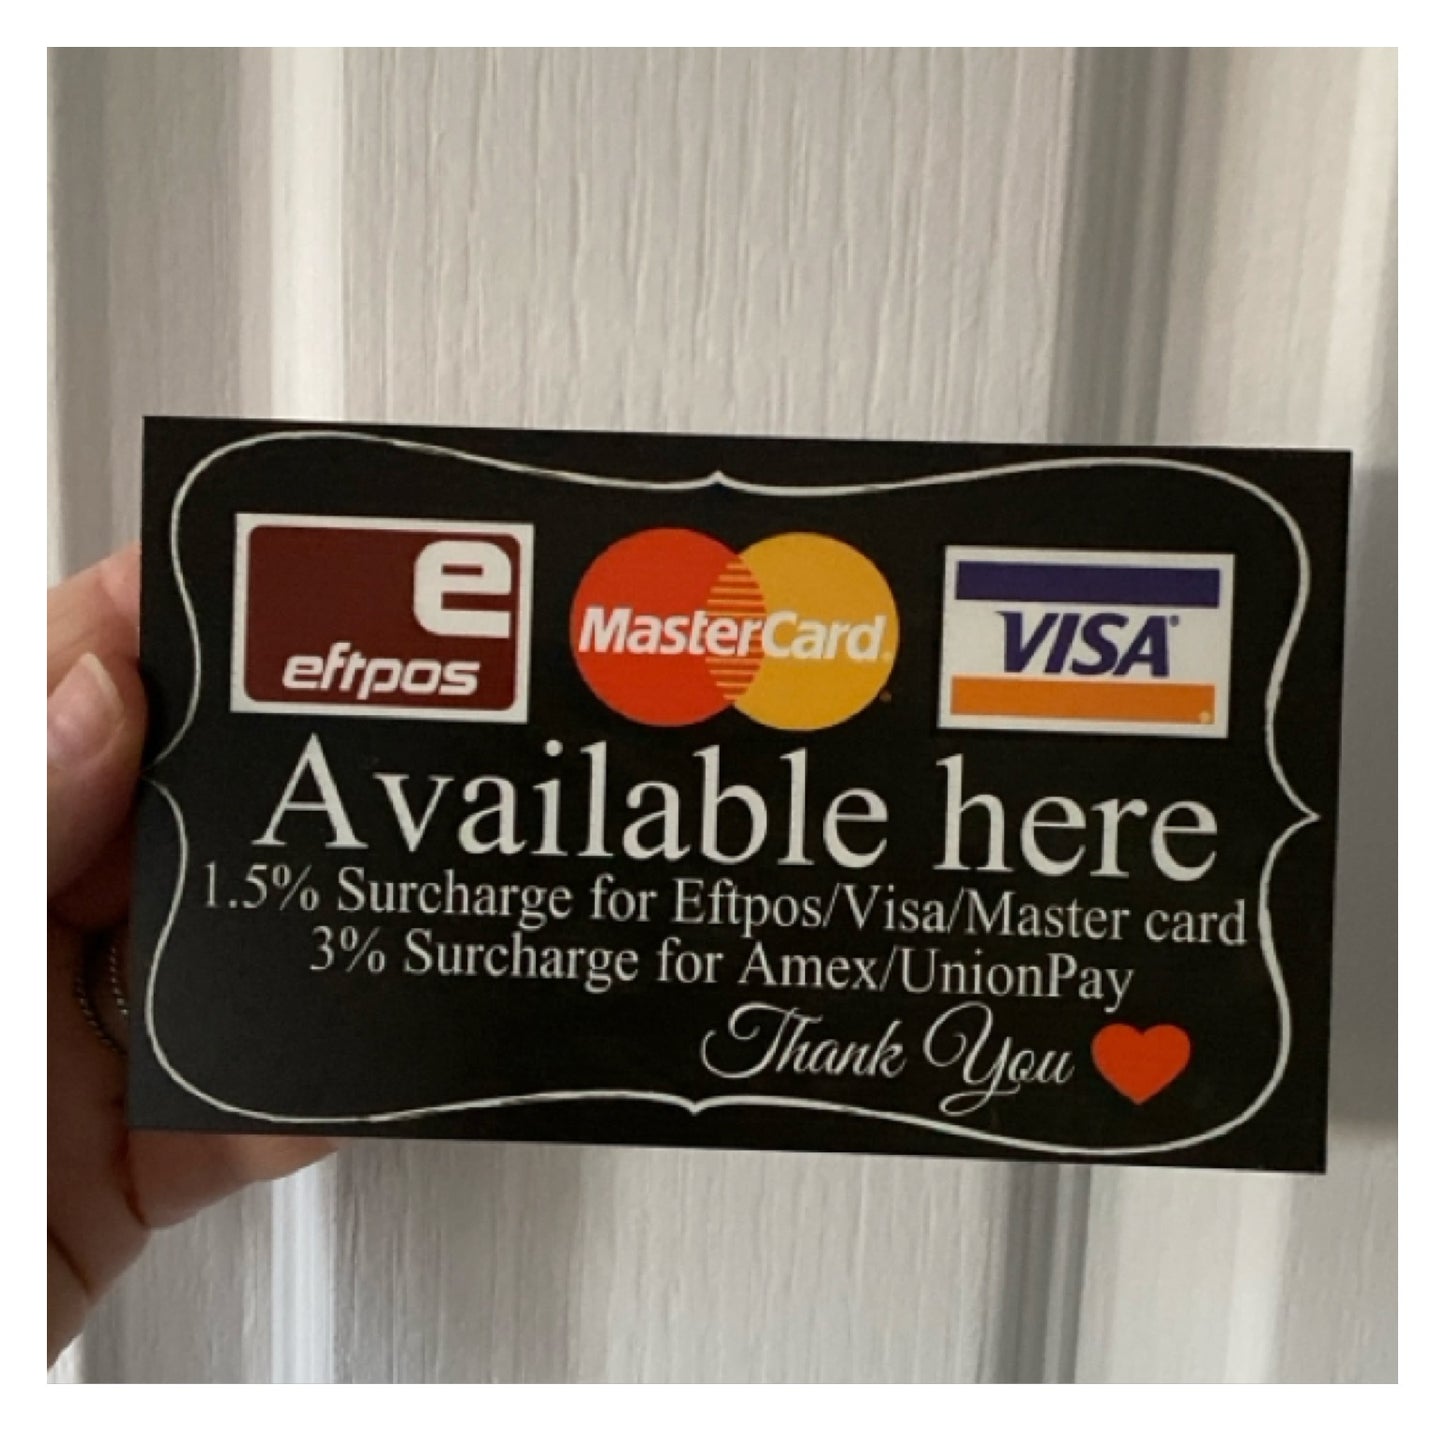 e
eftpos
MasterCard
VISA
Available here
1.5% Surcharge for Eftpos/Visa/Master card
3% Surcharge for Amex/UnionPay
Thank You